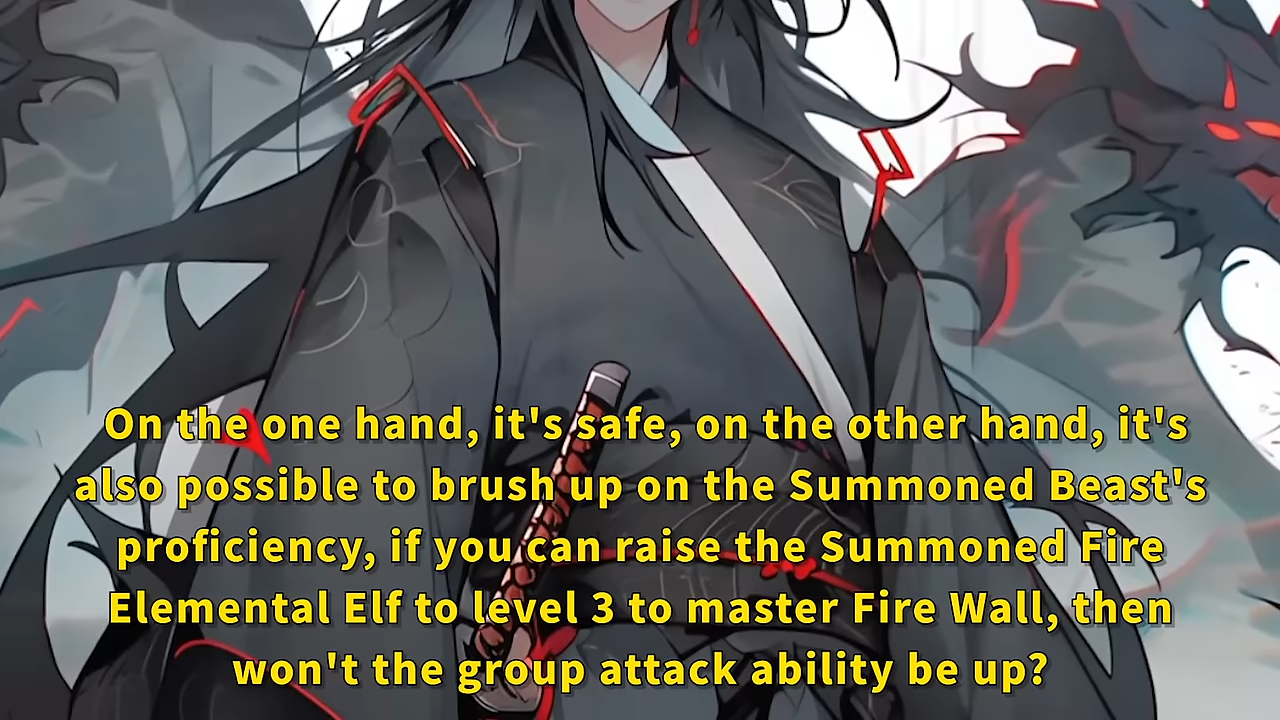 On the one hand, it's safe, on the other hand, it's
also possible to brush up on the Summoned Beast's
proficiency, if you can raise the Summoned Fire
Elemental Elf to level 3 to master Fire Wall, then
won't the group attack ability be up?